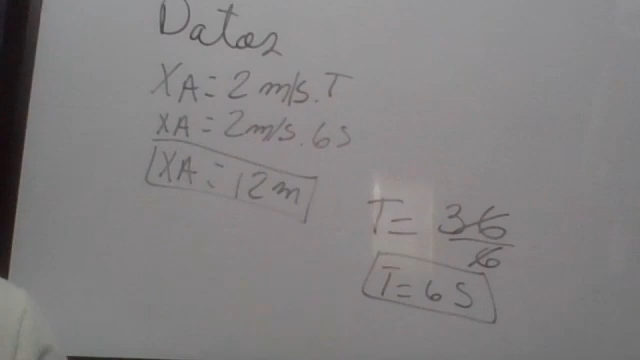 Datos
XA = 2 m/s . T
XA = 2 m/s . 6 s
XA = 12 m
T = 36
6
T = 6 S